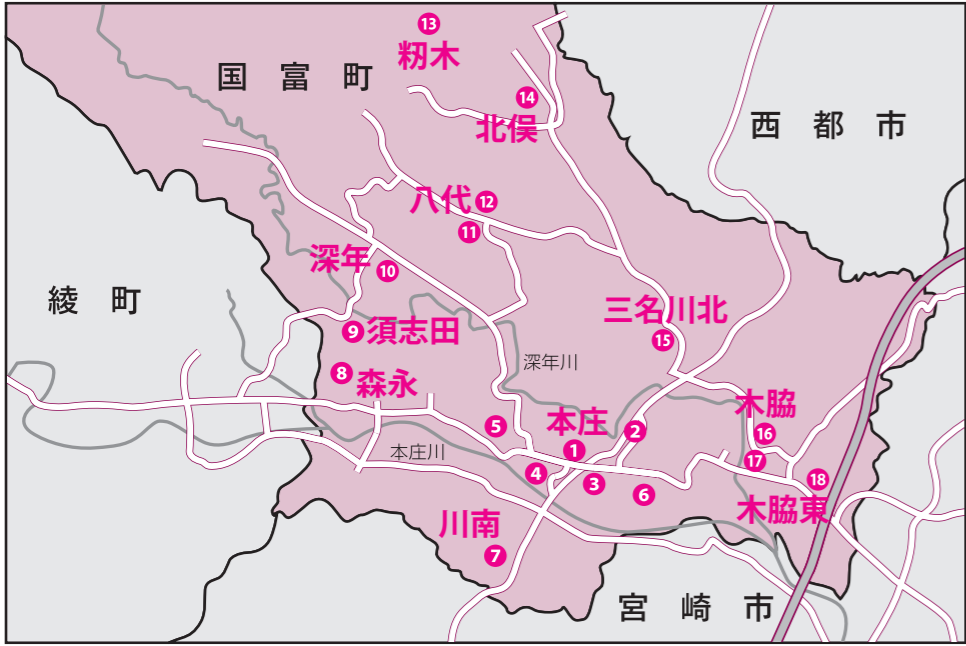 ⑬
籾木
国富町
⑭
北俣
西都市
八代⑫
⑪
深年
⑩
綾町
三名川北
⑮
⑨須志田
深年川
⑧
森永
木脇
本庄
⑤
②
⑯
①
本庄川
⑰
④
③
⑱
⑥
木脇東
川南
⑦
宮崎市